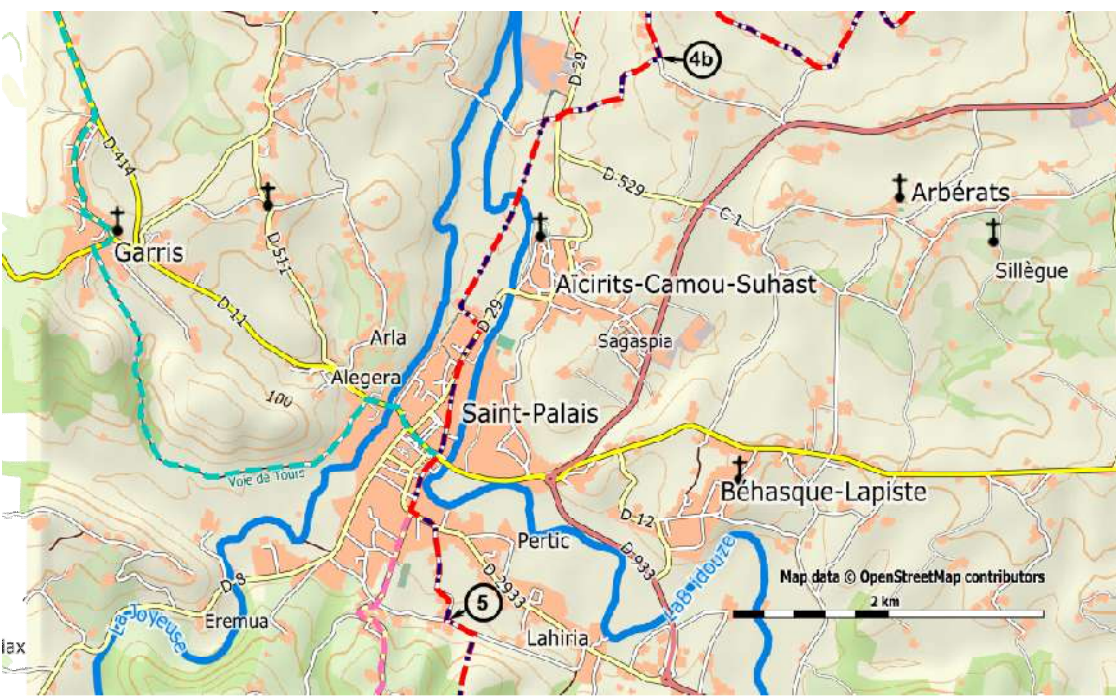 4b
D-29
D-414
D-529
C-1
Arbérats
Garris
D-511
Sillègue
Aïcirits-Camou-Suhast
D-11
D-29
Arla
Sagaspia
Alegera
100
Saint-Palais
Voie de Tours
Béhasque-Lapiste
D-12
Pertic
D-933
La Bidouze
Map data © OpenStreetMap contributors
D-8
D-2933
2 km
5
La Joyeuse
Eremua
Lahiria
lax